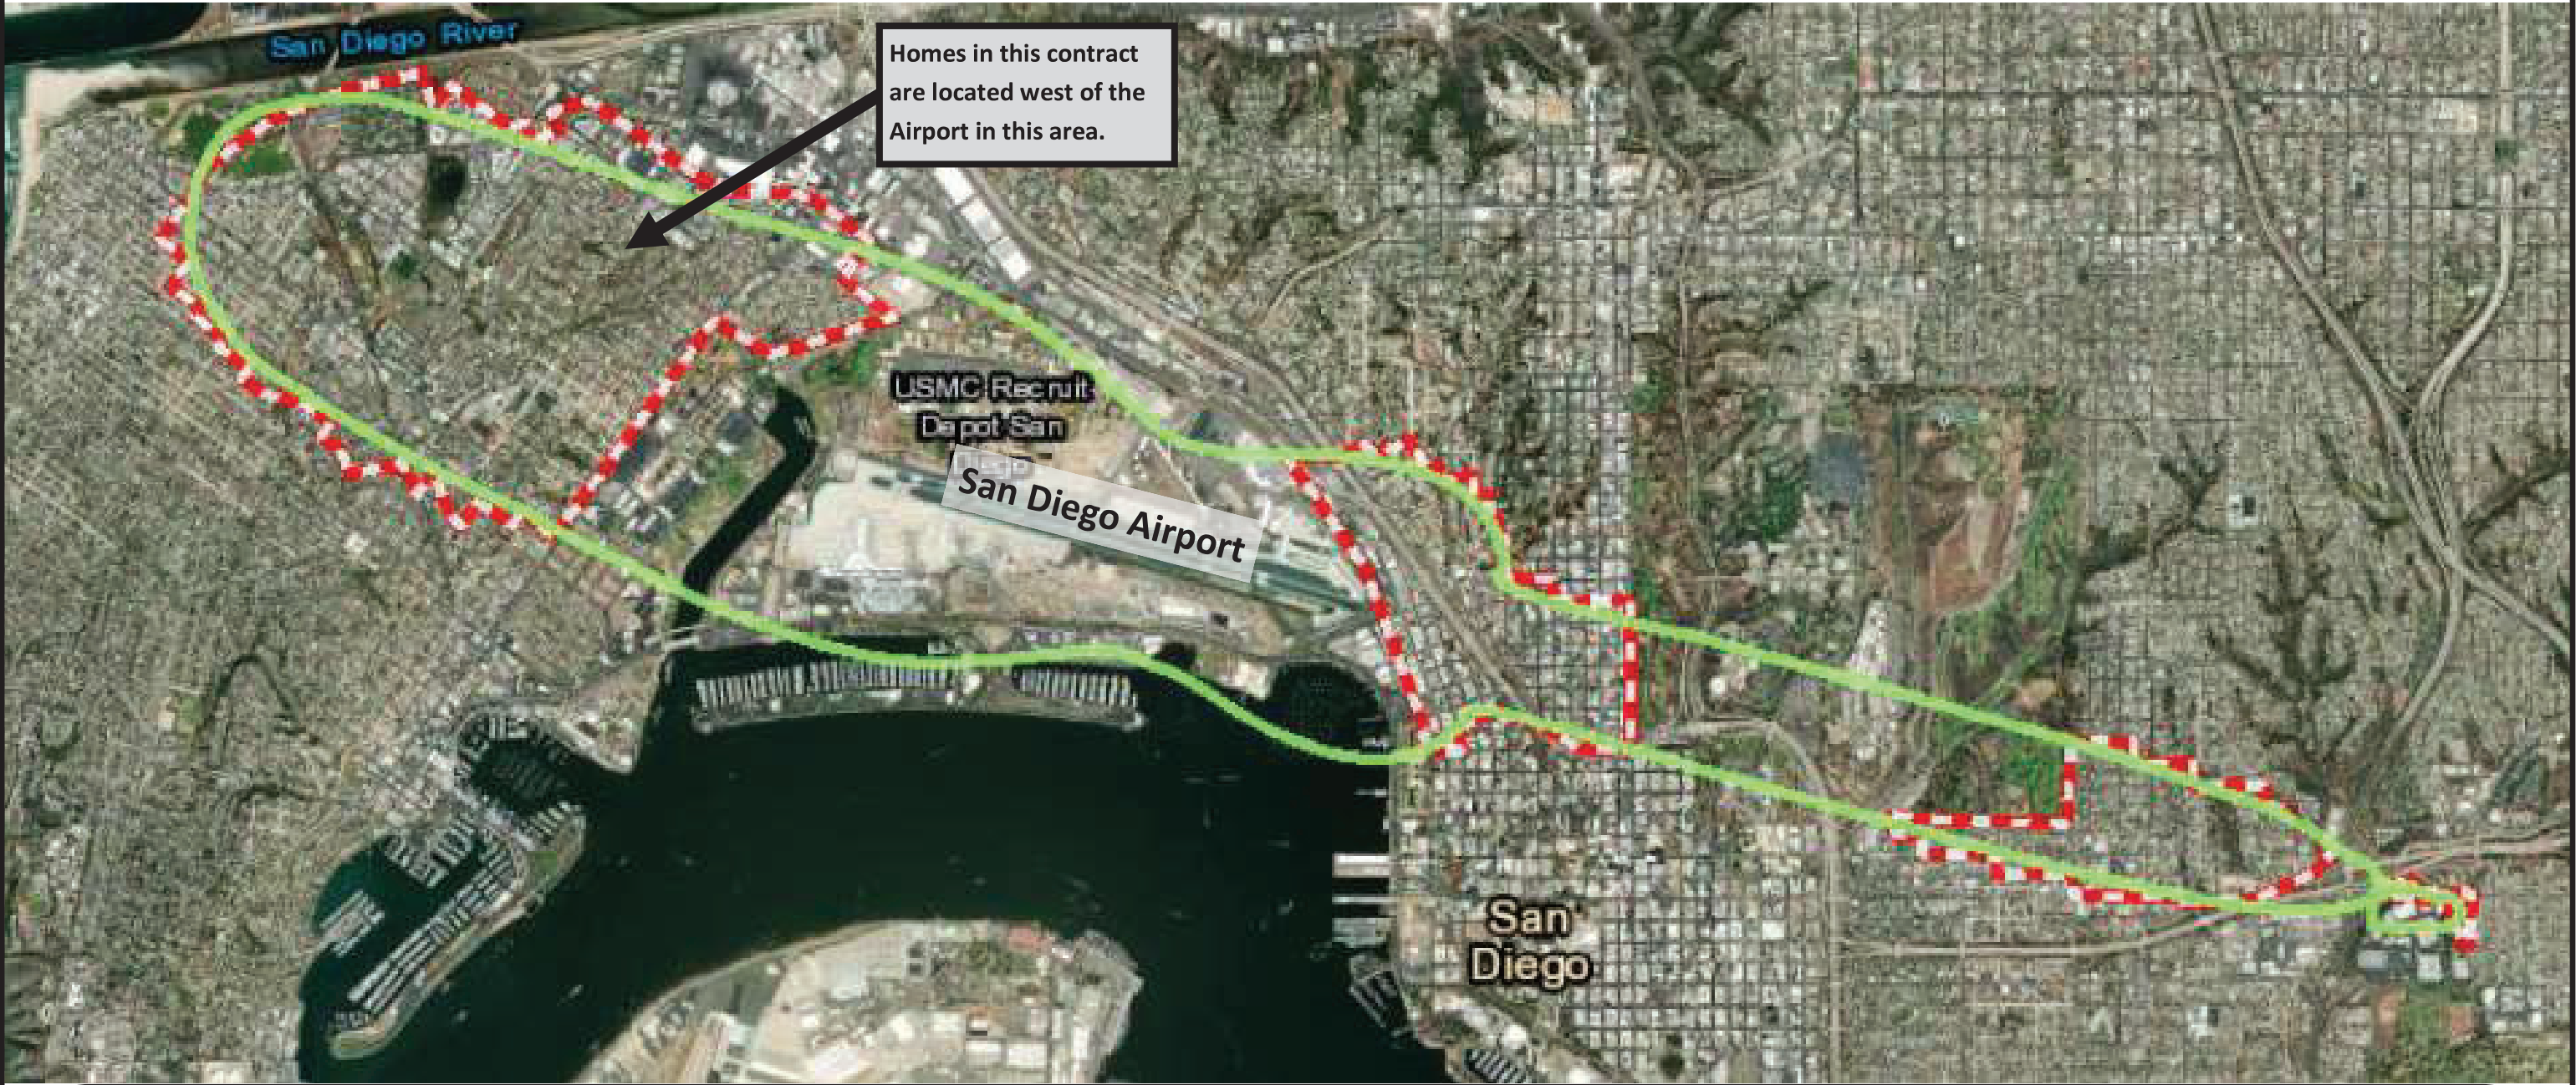 San Diego River
Homes in this contract
are located west of the
Airport in this area.
USMC Recruit
Depot San
San Diego Airport
San
Diego